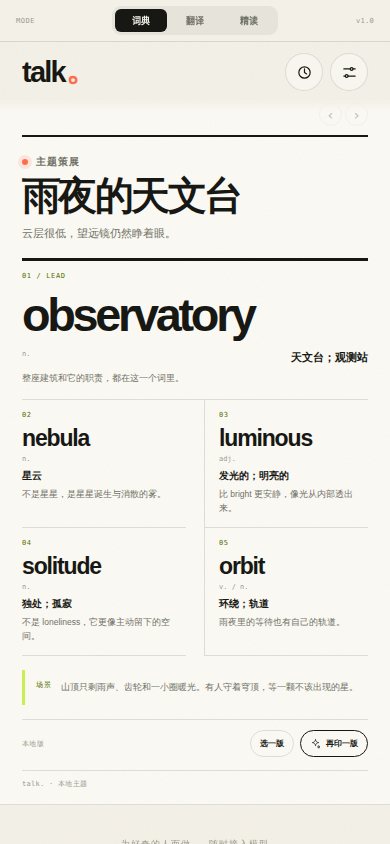 MODE
词典
翻译
精读
v1.0
talk
主题策展
雨夜的天文台
云层很低，望远镜仍然睁着眼。
01 / LEAD
observatory
n.
天文台；观测站
整座建筑和它的职责，都在这一个词里。
02
nebula
n.
星云
不是星星，是星星诞生与消散的雾。
03
luminous
adj.
发光的；明亮的
比 bright 更安静，像光从内部透出
来。
04
solitude
n.
独处；孤寂
不是 loneliness，它更像主动留下的空
间。
05
orbit
v. / n.
环绕；轨道
雨夜里的等待也有自己的轨道。
场景
山顶只剩雨声、齿轮和一小圈暖光。有人守着穹顶，等一颗不该出现的星。
本地版
选一版
再印一版
talk. · 本地主题